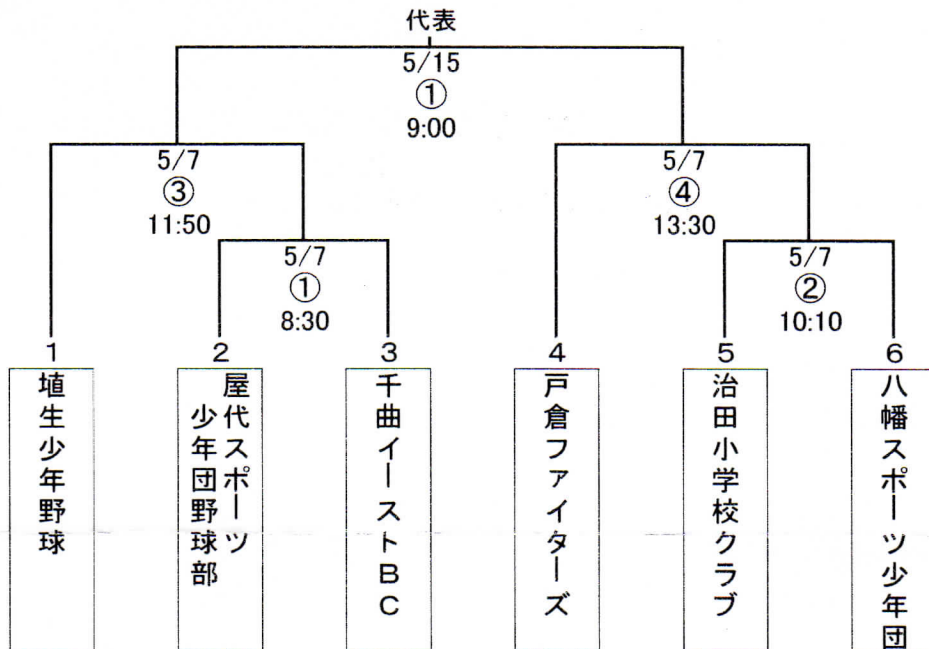 代表
5/15
①
9:00
5/7
③
11:50
5/7
④
13:30
5/7
①
8:30
5/7
②
10:10
1
2
3
4
5
6
埴生少年野球
屋代スポーツ
少年団野球部
千曲イーストBC
戸倉ファイターズ
治田小学校クラブ
八幡スポーツ少年団